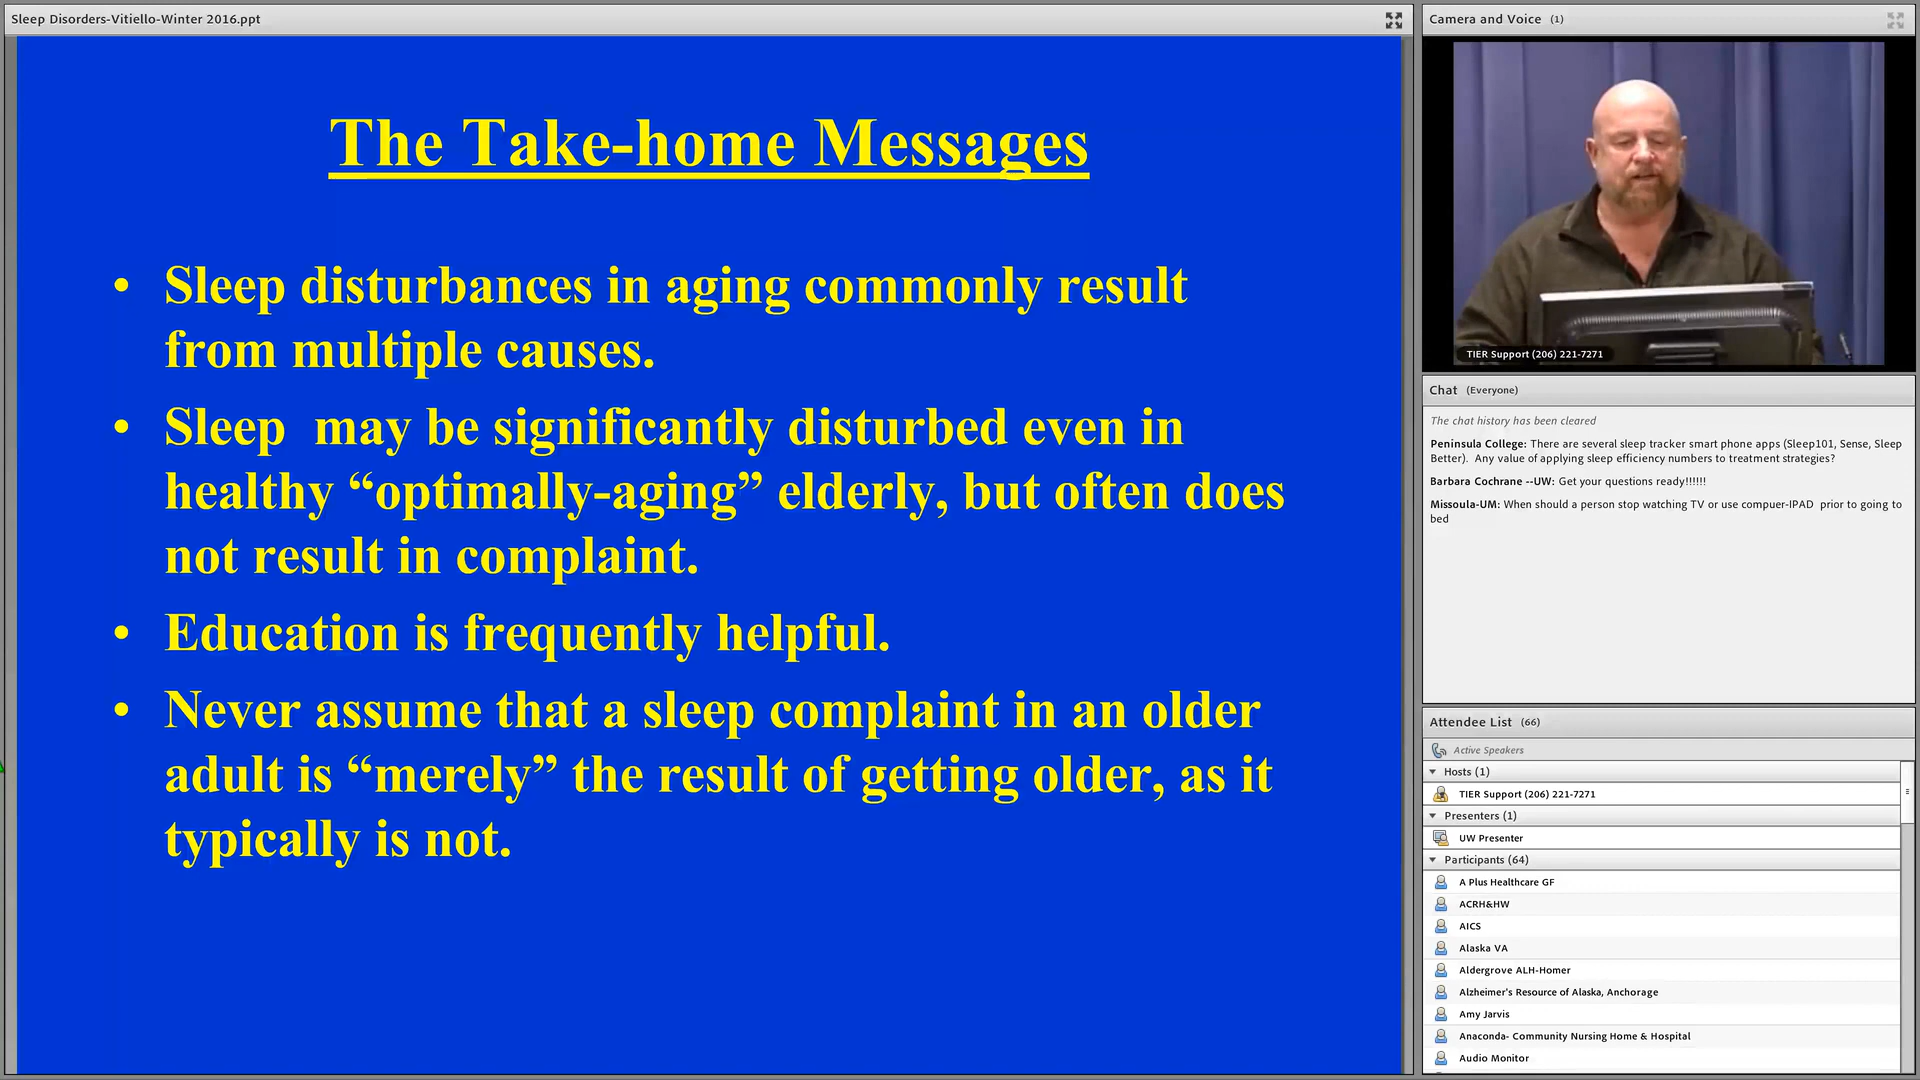 Sleep Disorders-Vitiello-Winter 2016.ppt
The Take-home Messages
• Sleep disturbances in aging commonly result
from multiple causes.
• Sleep  may be significantly disturbed even in
healthy “optimally-aging” elderly, but often does
not result in complaint.
• Education is frequently helpful.
• Never assume that a sleep complaint in an older
adult is “merely” the result of getting older, as it
typically is not.
Camera and Voice (1)
TIER Support (206) 221-7271
Chat (Everyone)
The chat history has been cleared
Peninsula College: There are several sleep tracker smart phone apps (Sleep101, Sense, Sleep
Better).  Any value of applying sleep efficiency numbers to treatment strategies?
Barbara Cochrane --UW: Get your questions ready!!!!!!
Missoula-UM: When should a person stop watching TV or use compuer-IPAD  prior to going to
bed
Attendee List (66)
Active Speakers
Hosts (1)
TIER Support (206) 221-7271
Presenters (1)
UW Presenter
Participants (64)
A Plus Healthcare GF
ACRH&HW
AICS
Alaska VA
Aldergrove ALH-Homer
Alzheimer's Resource of Alaska, Anchorage
Amy Jarvis
Anaconda- Community Nursing Home & Hospital
Audio Monitor